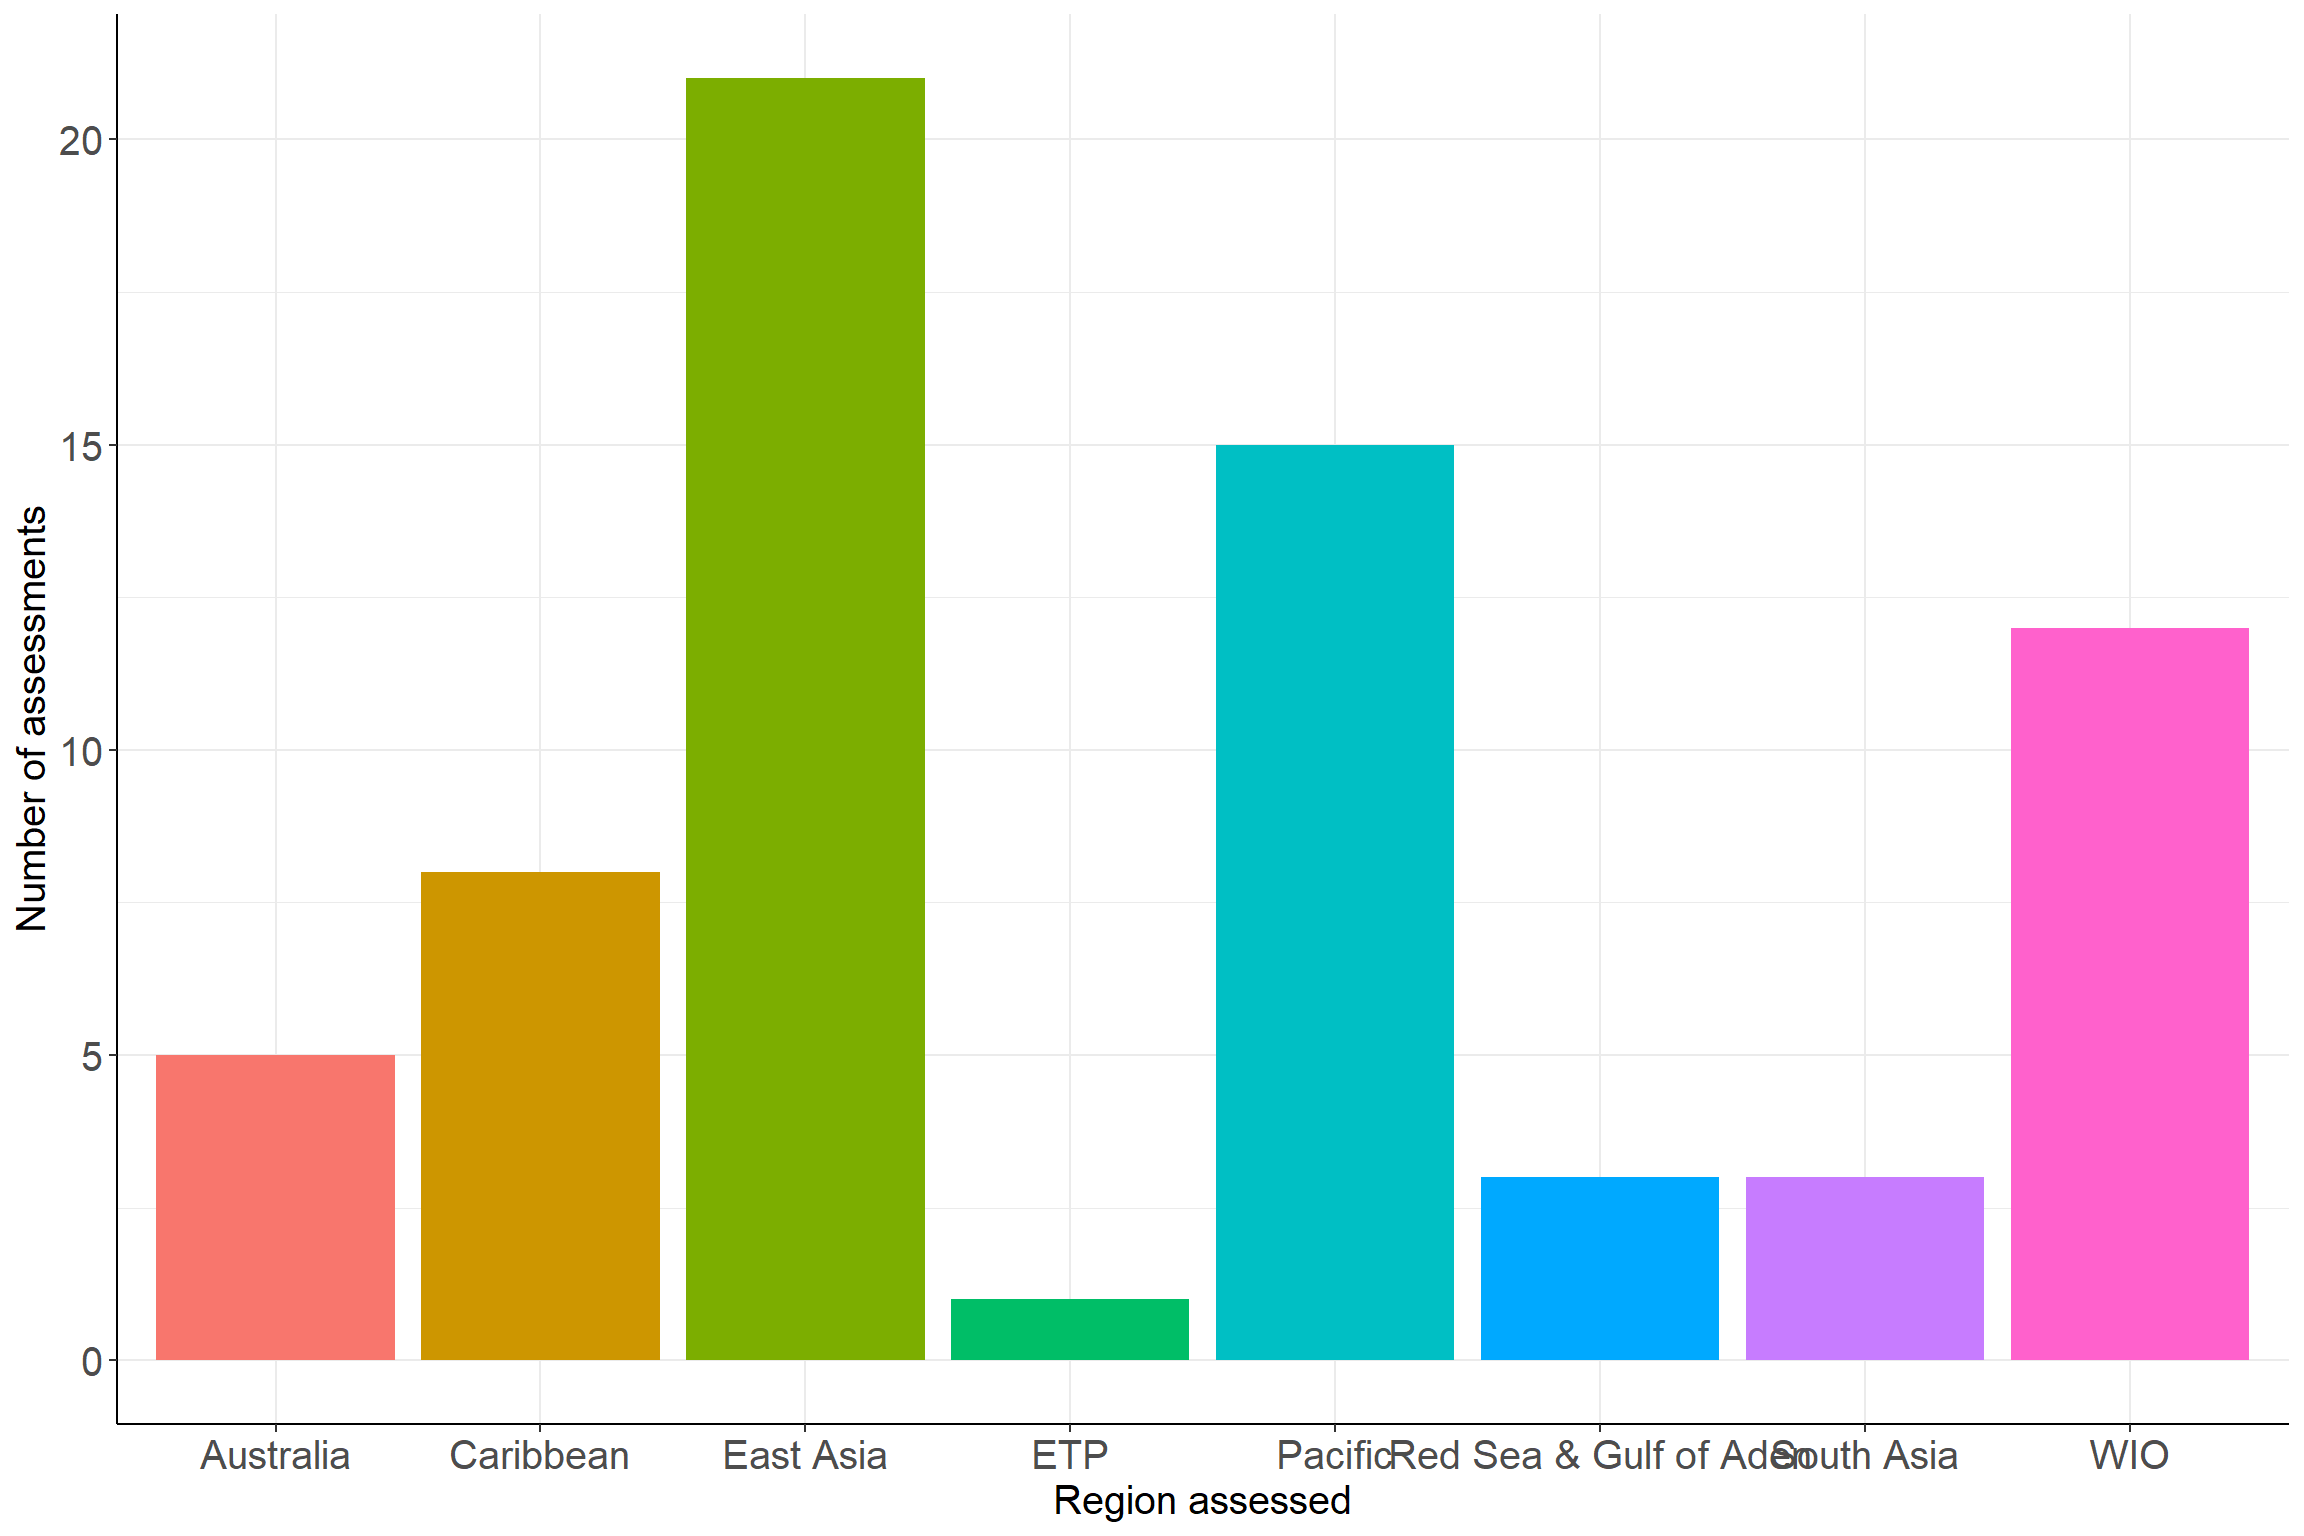 Number of assessments
20
15
10
5
0
Australia Caribbean East Asia ETP Pacific Red Sea & Gulf of Aden South Asia WIO
Region assessed